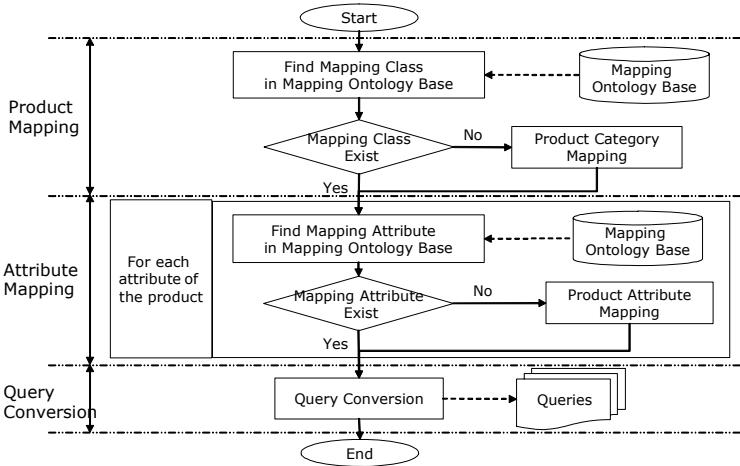 Start
Product
Mapping
Find Mapping Class
in Mapping Ontology Base
Mapping
Ontology Base
Mapping Class
Exist
No
Product Category
Mapping
Yes
Attribute
Mapping
For each
attribute of
the product
Find Mapping Attribute
in Mapping Ontology Base
Mapping
Ontology Base
Mapping Attribute
Exist
No
Product Attribute
Mapping
Yes
Query
Conversion
Query Conversion
Queries
End